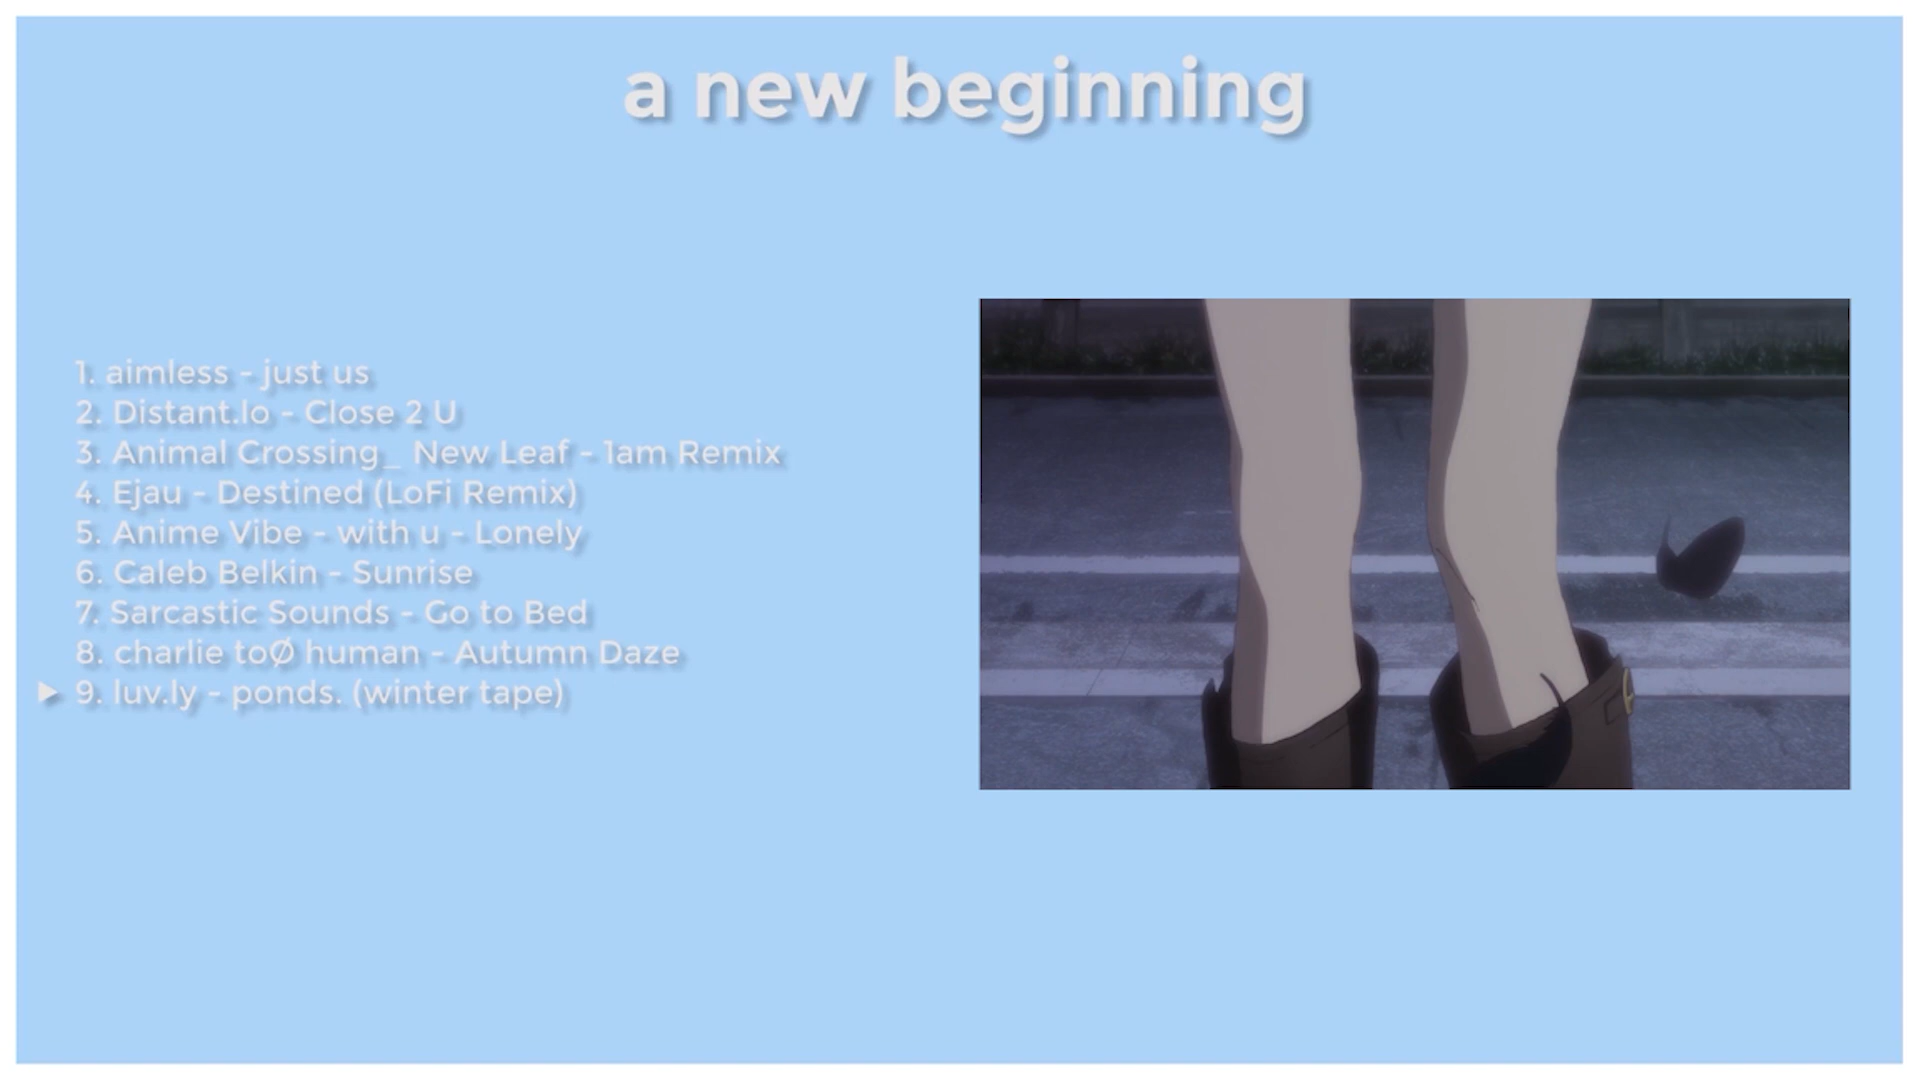 a new beginning
1. aimless - just us
2. Distant.lo - Close 2 U
3. Animal Crossing_ New Leaf - 1am Remix
4. Ejau - Destined (LoFi Remix)
5. Anime Vibe - with u - Lonely
6. Caleb Belkin - Sunrise
7. Sarcastic Sounds - Go to Bed
8. charlie toØ human - Autumn Daze
▶ 9. luv.ly - ponds. (winter tape)